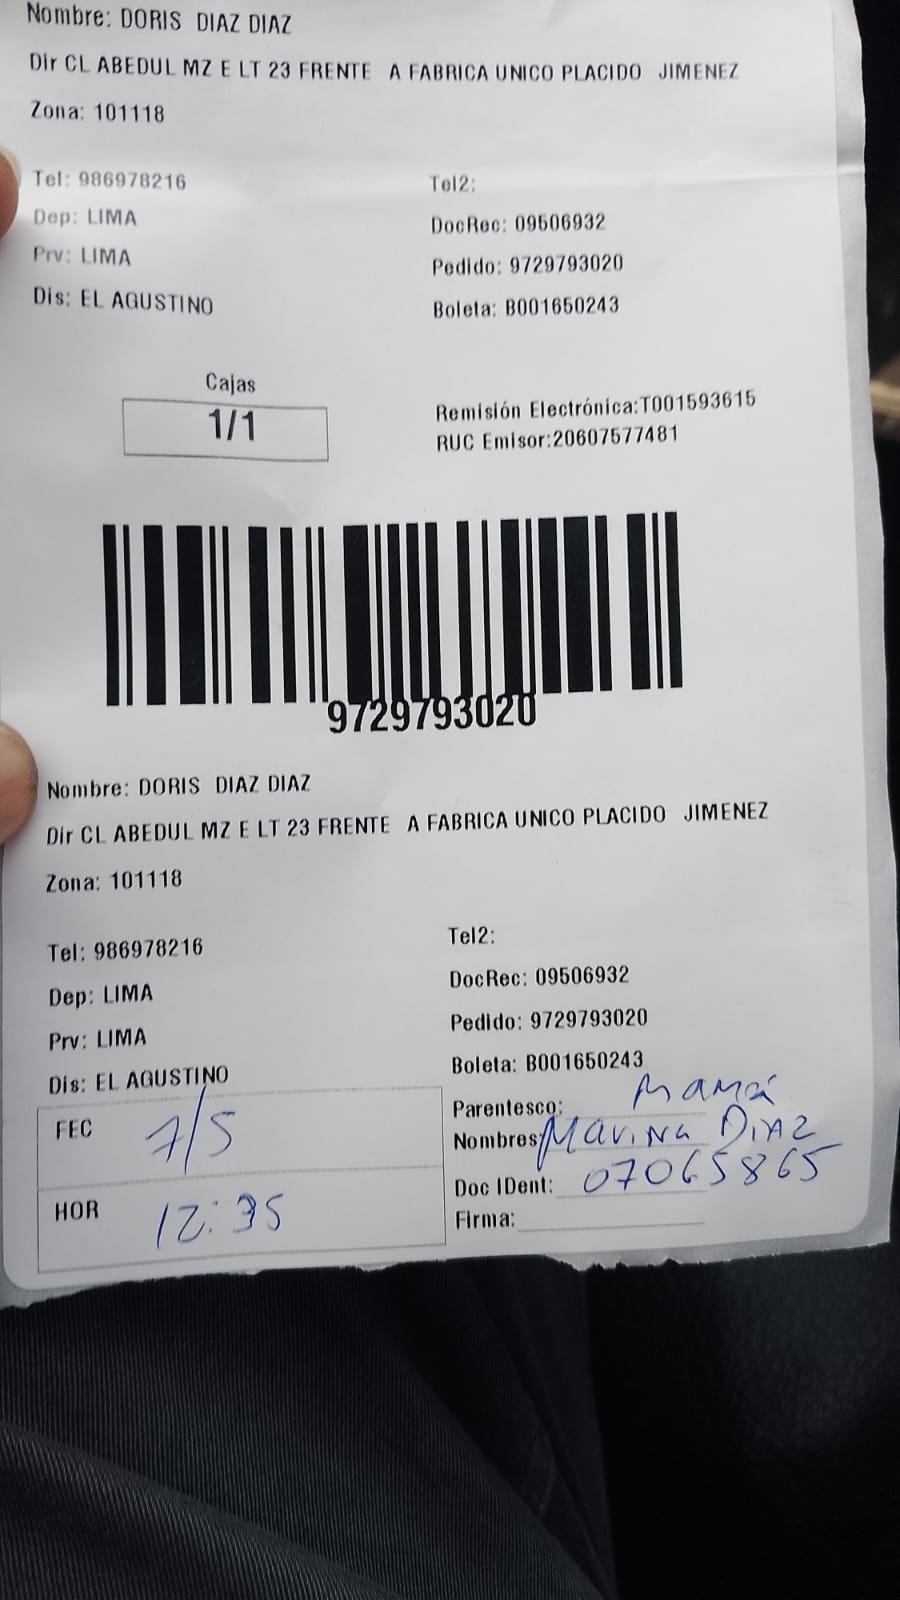 Nombre: DORIS DIAZ DIAZ
Dir CL ABEDUL MZ E LT 23 FRENTE A FABRICA UNICO PLACIDO JIMENEZ
Zona: 101118
Tel: 986978216 Tel2:
Dep: LIMA DocRec: 09506932
Prv: LIMA Pedido: 9729793020
Dis: EL AGUSTINO Boleta: B001650243
Cajas
1/1
Remisión Electrónica:T001593615
RUC Emisor:20607577481
9729793020
Nombre: DORIS DIAZ DIAZ
Dir CL ABEDUL MZ E LT 23 FRENTE A FABRICA UNICO PLACIDO JIMENEZ
Zona: 101118
Tel: 986978216 Tel2:
Dep: LIMA DocRec: 09506932
Prv: LIMA Pedido: 9729793020
Dis: EL AGUSTINO Boleta: B001650243
FEC 7/5
HOR 12:35
Parentesco: Mamá
Nombres: Marina Diaz
Doc IDent: 07065865
Firma: